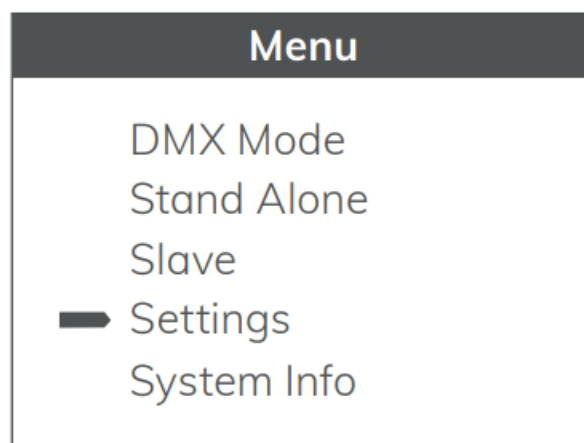 Menu
DMX Mode
Stand Alone
Slave
Settings
System Info